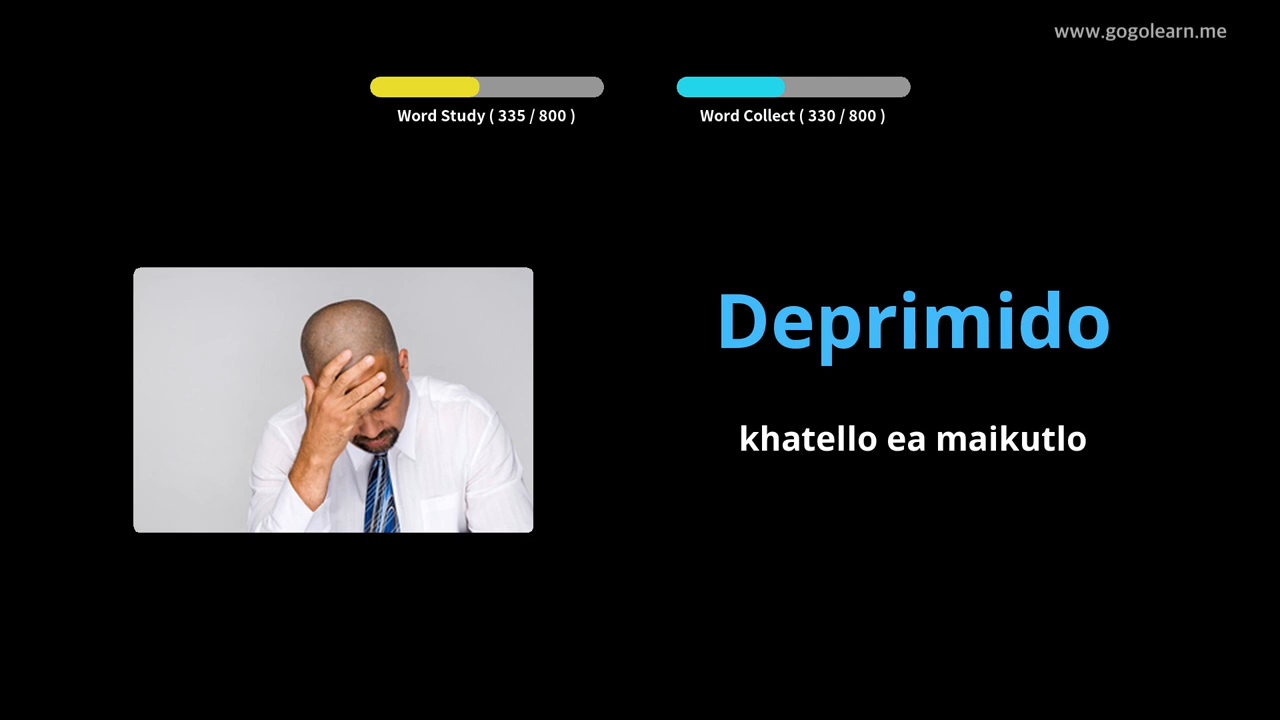 www.gogolearn.me
Word Study ( 335 / 800 )
Word Collect ( 330 / 800 )
Deprimido
khatello ea maikutlo